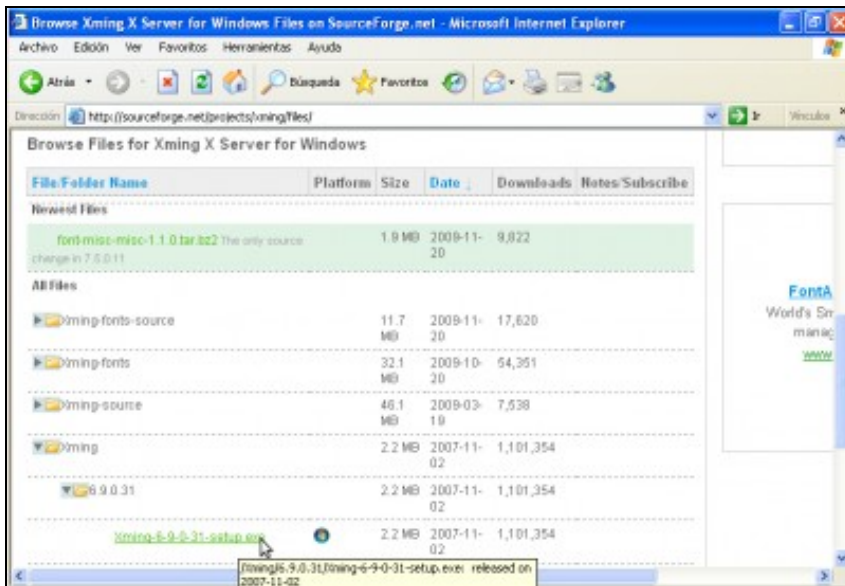 Browse Xming X Server for Windows Files on SourceForge.net - Microsoft Internet Explorer
Archivo Edición Ver Favoritos Herramientas Ayuda
Atrás Búsqueda Favoritos
Dirección http://sourceforge.net/projects/xming/files/ Ir Vínculos »
Browse Files for Xming X Server for Windows
File/Folder Name Platform Size Date ↓ Downloads Notes/Subscribe
Newest Files
font-misc-misc-1.1.0.tar.bz2 The only source 1.9 MB 2009-11- 9,822
change in 7.5.0.11 20
All Files
Xming-fonts-source 11.7 2009-11- 17,620
MB 20
Xming-fonts 32.1 2009-10- 54,351
MB 20
Xming-source 46.1 2009-03- 7,538
MB 19
Xming 2.2 MB 2007-11- 1,101,354
02
6.9.0.31 2.2 MB 2007-11- 1,101,354
02
Xming-6-9-0-31-setup.exe 2.2 MB 2007-11- 1,101,354
02
/Xming/6.9.0.31/Xming-6-9-0-31-setup.exe: released on
2007-11-02
FontA
World's Sm
manag
www.